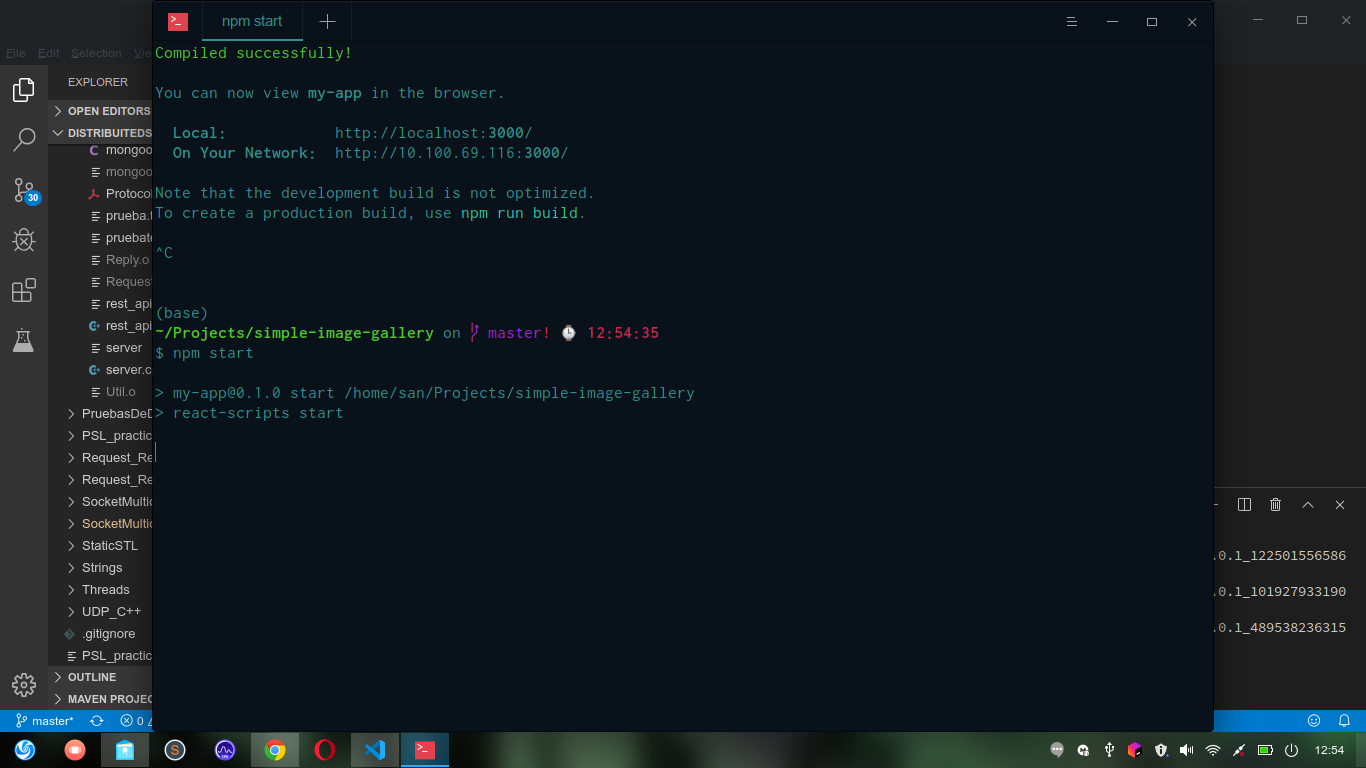 npm start
File Edit Selection
EXPLORER
OPEN EDITORS
DISTRIBUITEDS
mongoo
mongoo
Protocol
prueba.
pruebat
Reply.o
Request
rest_api
rest_api
server
server.c
Util.o
PruebasDeD
PSL_practic
Request_Re
Request_Re
SocketMultic
SocketMultic
StaticSTL
Strings
Threads
UDP_C++
.gitignore
PSL_practic
OUTLINE
MAVEN PROJEC
30
master*
0
Compiled successfully!
You can now view my-app in the browser.
Local: http://localhost:3000/
On Your Network: http://10.100.69.116:3000/
Note that the development build is not optimized.
To create a production build, use npm run build.
^C
(base)
~/Projects/simple-image-gallery on master! ⌚ 12:54:35
$ npm start
> my-app@0.1.0 start /home/san/Projects/simple-image-gallery
> react-scripts start
.0.1_122501556586
.0.1_101927933190
.0.1_489538236315
12:54